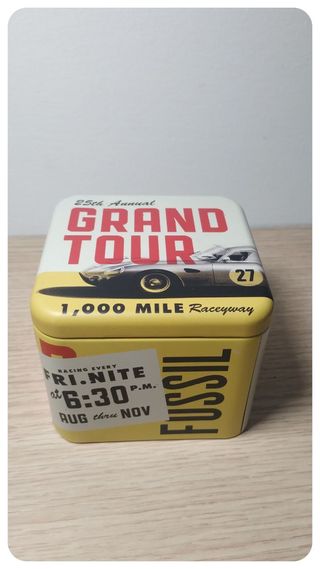 25th Annual
GRAND
TOUR
27
1,000 MILE Raceyway
RACING EVERY
FRI. NITE
at 6:30 P.M.
AUG thru NOV
FOSSIL